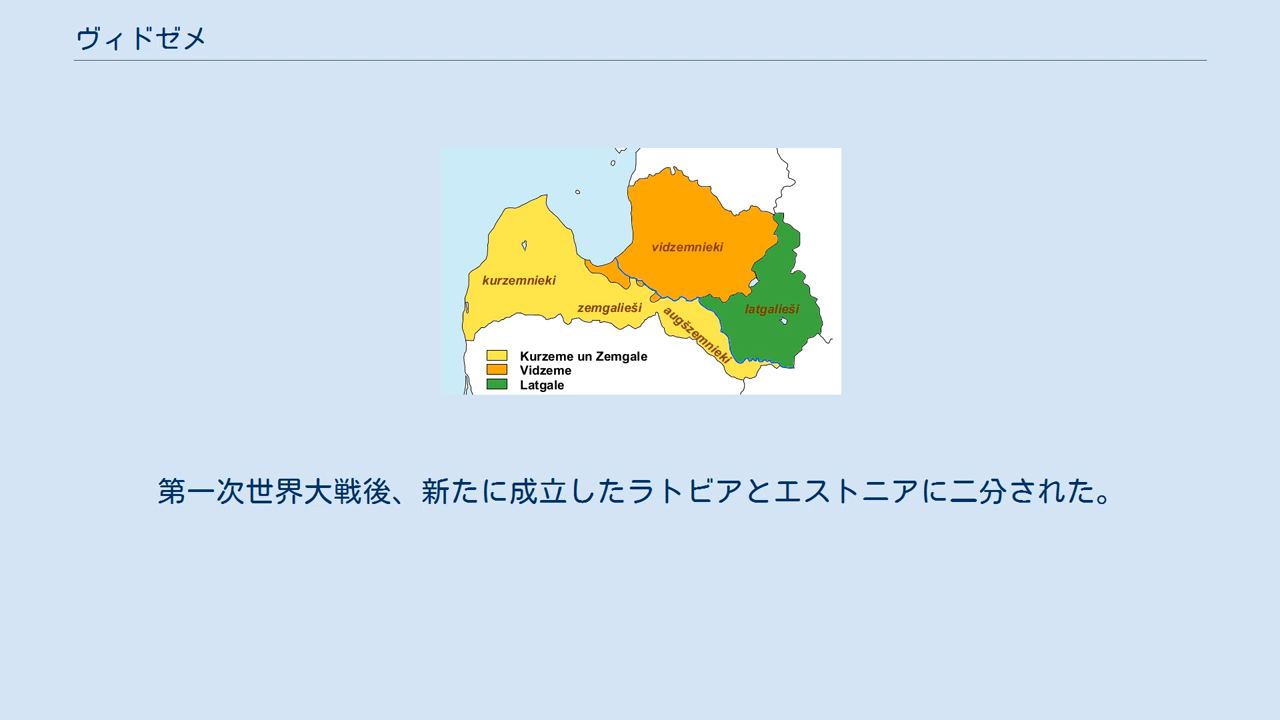 ヴィドゼメ
vidzemnieki
kurzemnieki
zemgalieši
latgalieši
augšzemnieki
Kurzeme un Zemgale
Vidzeme
Latgale
第一次世界大戦後、新たに成立したラトビアとエストニアに二分された。